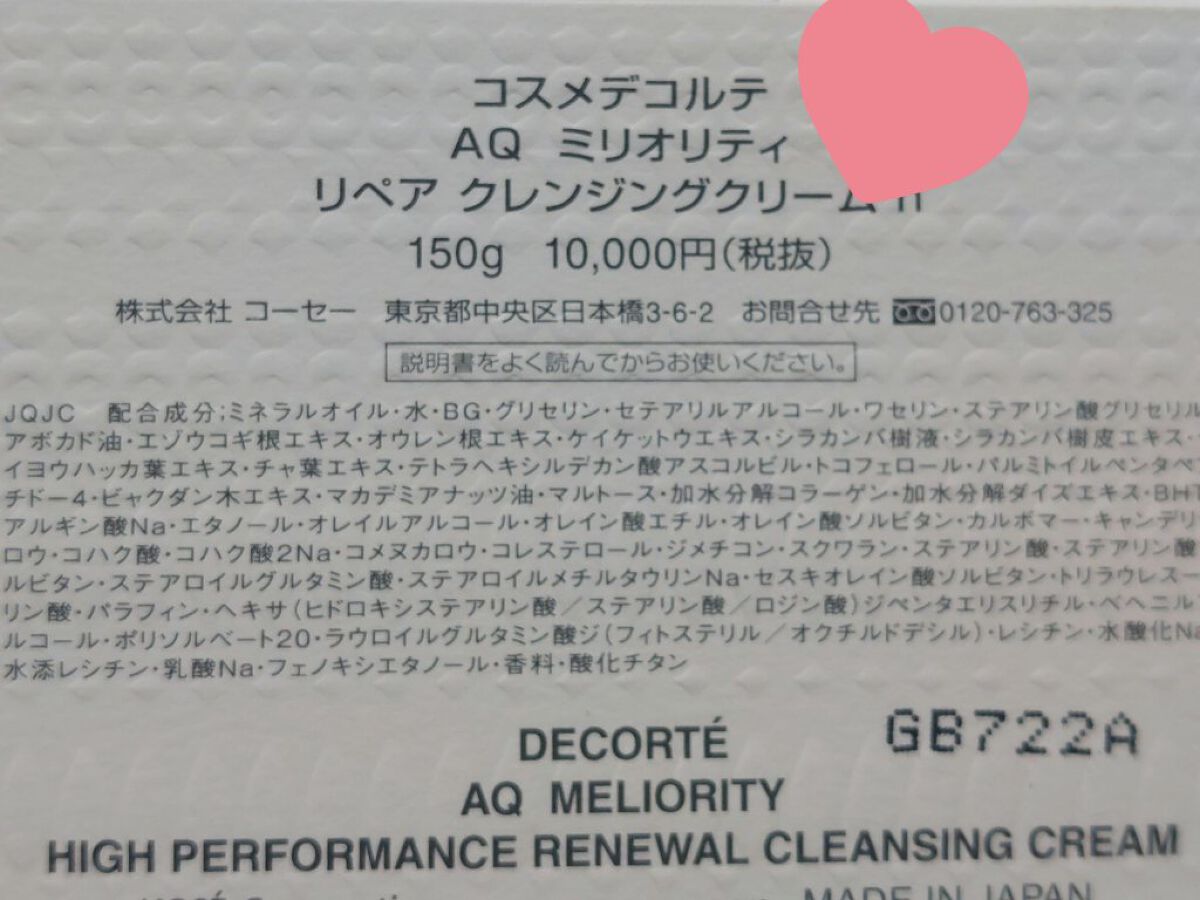 コスメデコルテ
AQ ミリオリティ
リペア クレンジングクリーム n
150g 10,000円(税抜)
株式会社 コーセー 東京都中央区日本橋3-6-2 お問合せ先 0120-763-325
説明書をよく読んでからお使いください。
JQJC 配合成分;ミネラルオイル・水・BG・グリセリン・セテアリルアルコール・ワセリン・ステアリン酸グリセリル
アボカド油・エゾウコギ根エキス・オウレン根エキス・ケイケットウエキス・シラカンバ樹液・シラカンバ樹皮エキス・
イヨウハッカ葉エキス・チャ葉エキス・テトラヘキシルデカン酸アスコルビル・トコフェロール・パルミトイルペンタペ
チド-4・ビャクダン木エキス・マカデミアナッツ油・マルトース・加水分解コラーゲン・加水分解ダイズエキス・BHT
アルギン酸Na・エタノール・オレイルアルコール・オレイン酸エチル・オレイン酸ソルビタン・カルボマー・キャンデリ
ロウ・コハク酸・コハク酸2Na・コメヌカロウ・コレステロール・ジメチコン・スクワラン・ステアリン酸・ステアリン酸
ルビタン・ステアロイルグルタミン酸・ステアロイルメチルタウリンNa・セスキオレイン酸ソルビタン・トリラウレスー
リン酸・パラフィン・ヘキサ(ヒドロキシステアリン酸/ステアリン酸/ロジン酸)ジペンタエリスリチル・ベヘニル
ルコール・ポリソルベート20・ラウロイルグルタミン酸ジ(フィトステリル/オクチルドデシル)・レシチン・水酸化Na
水添レシチン・乳酸Na・フェノキシエタノール・香料・酸化チタン
GB722A
DECORTÉ
AQ MELIORITY
HIGH PERFORMANCE RENEWAL CLEANSING CREAM
MADE IN JAPAN